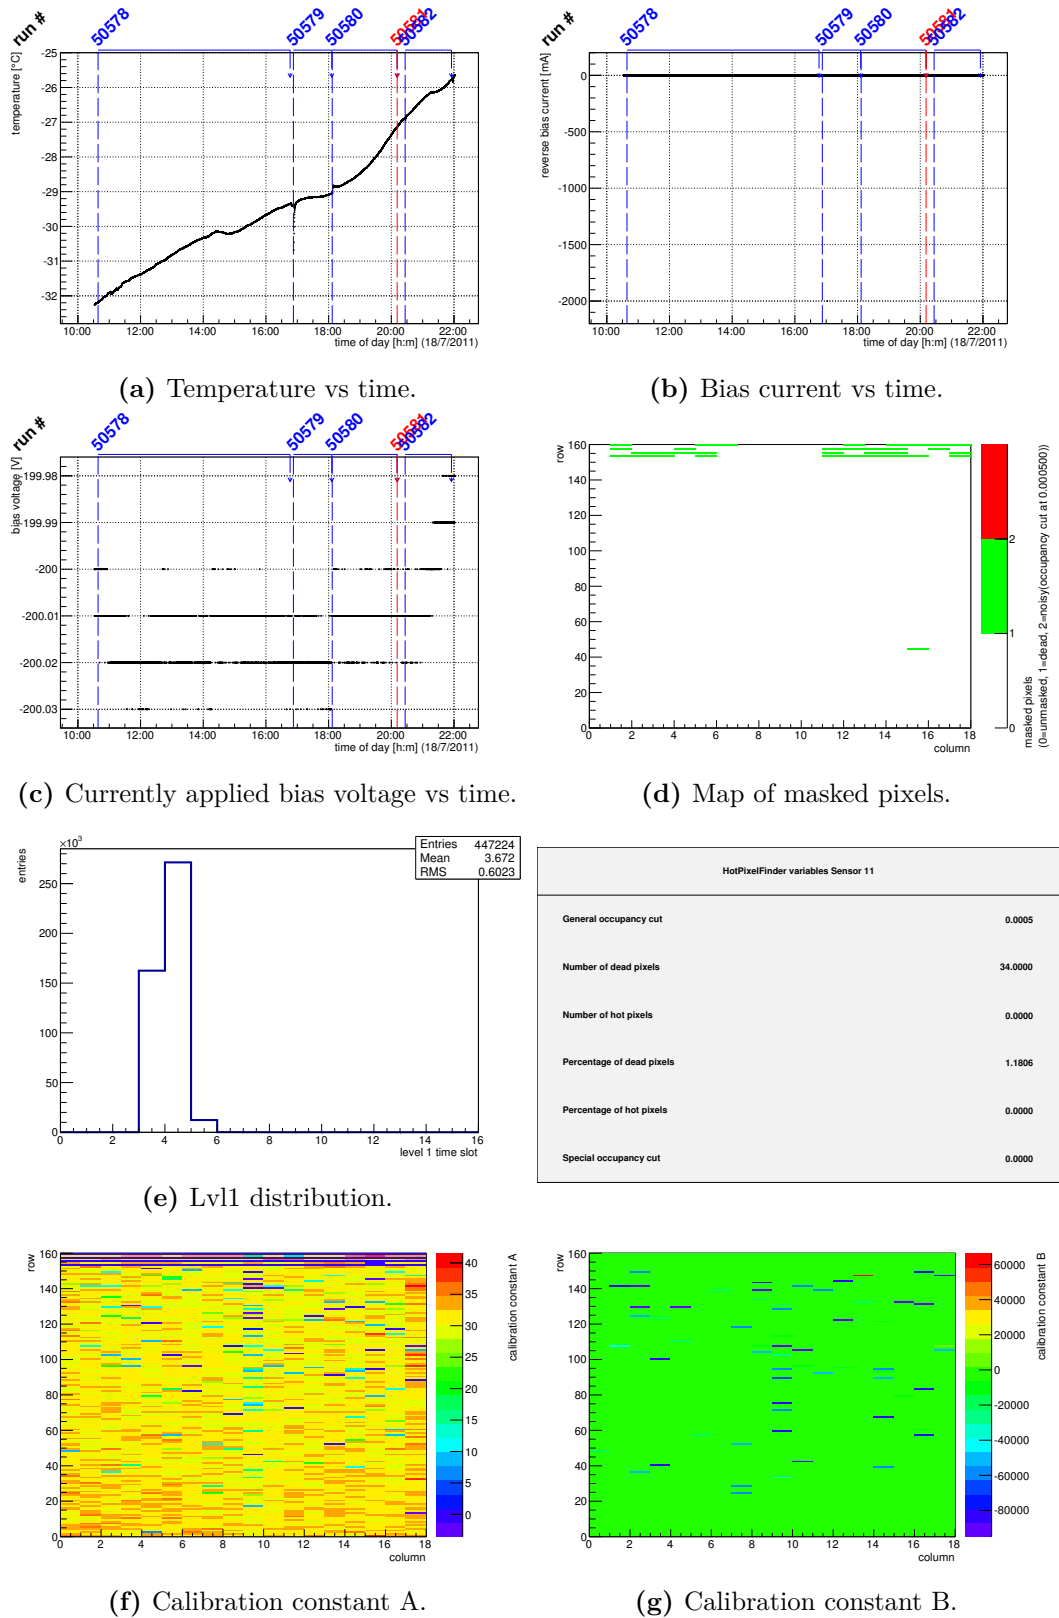 run #
50578
50579
50580
50581
50582
temperature [°C]
-25
-26
-27
-28
-29
-30
-31
-32
10:00 12:00 14:00 16:00 18:00 20:00 22:00
time of day [h:m] (18/7/2011)
(a) Temperature vs time.
run #
50578
50579
50580
50581
50582
reverse bias current [mA]
0
-500
-1000
-1500
-2000
10:00 12:00 14:00 16:00 18:00 20:00 22:00
time of day [h:m] (18/7/2011)
(b) Bias current vs time.
run #
50578
50579
50580
50581
50582
bias voltage [V]
-199.98
-199.99
-200
-200.01
-200.02
-200.03
10:00 12:00 14:00 16:00 18:00 20:00 22:00
time of day [h:m] (18/7/2011)
(c) Currently applied bias voltage vs time.
row
160
140
120
100
80
60
40
20
0
0 2 4 6 8 10 12 14 16 18
column
2
1
0
masked pixels
(0=unmasked, 1=dead, 2=noisy(occupancy cut at 0.000500))
(d) Map of masked pixels.
×10³
entries
250
200
150
100
50
0
0 2 4 6 8 10 12 14 16
level 1 time slot
Entries 447224
Mean 3.672
RMS 0.6023
(e) Lvl1 distribution.
HotPixelFinder variables Sensor 11
General occupancy cut 0.0005
Number of dead pixels 34.0000
Number of hot pixels 0.0000
Percentage of dead pixels 1.1806
Percentage of hot pixels 0.0000
Special occupancy cut 0.0000
row
160
140
120
100
80
60
40
20
0
0 2 4 6 8 10 12 14 16 18
column
40
35
30
25
20
15
10
5
0
calibration constant A
(f) Calibration constant A.
row
160
140
120
100
80
60
40
20
0
0 2 4 6 8 10 12 14 16 18
column
60000
40000
20000
0
-20000
-40000
-60000
-80000
calibration constant B
(g) Calibration constant B.